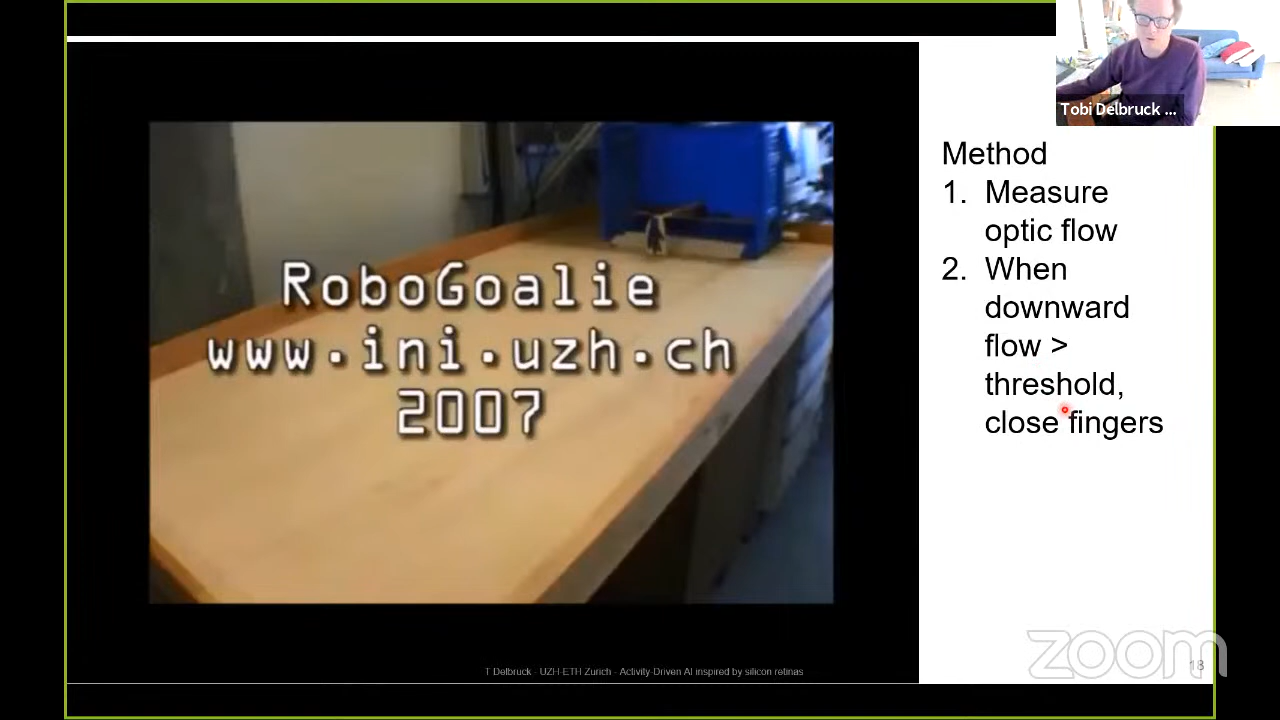 Tobi Delbruck ...
RoboGoalie
www.ini.uzh.ch
2007
Method
1. Measure
optic flow
2. When
downward
flow >
threshold,
close fingers
T Delbruck - UZH-ETH Zurich - Activity-Driven AI inspired by silicon retinas
zoom
18